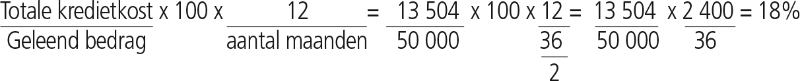 Totale kredietkost x 100 x 12 = 13 504 x 100 x 12 = 13 504 x 2 400 = 18%
Geleend bedrag aantal maanden 50 000 36 50 000 36
2